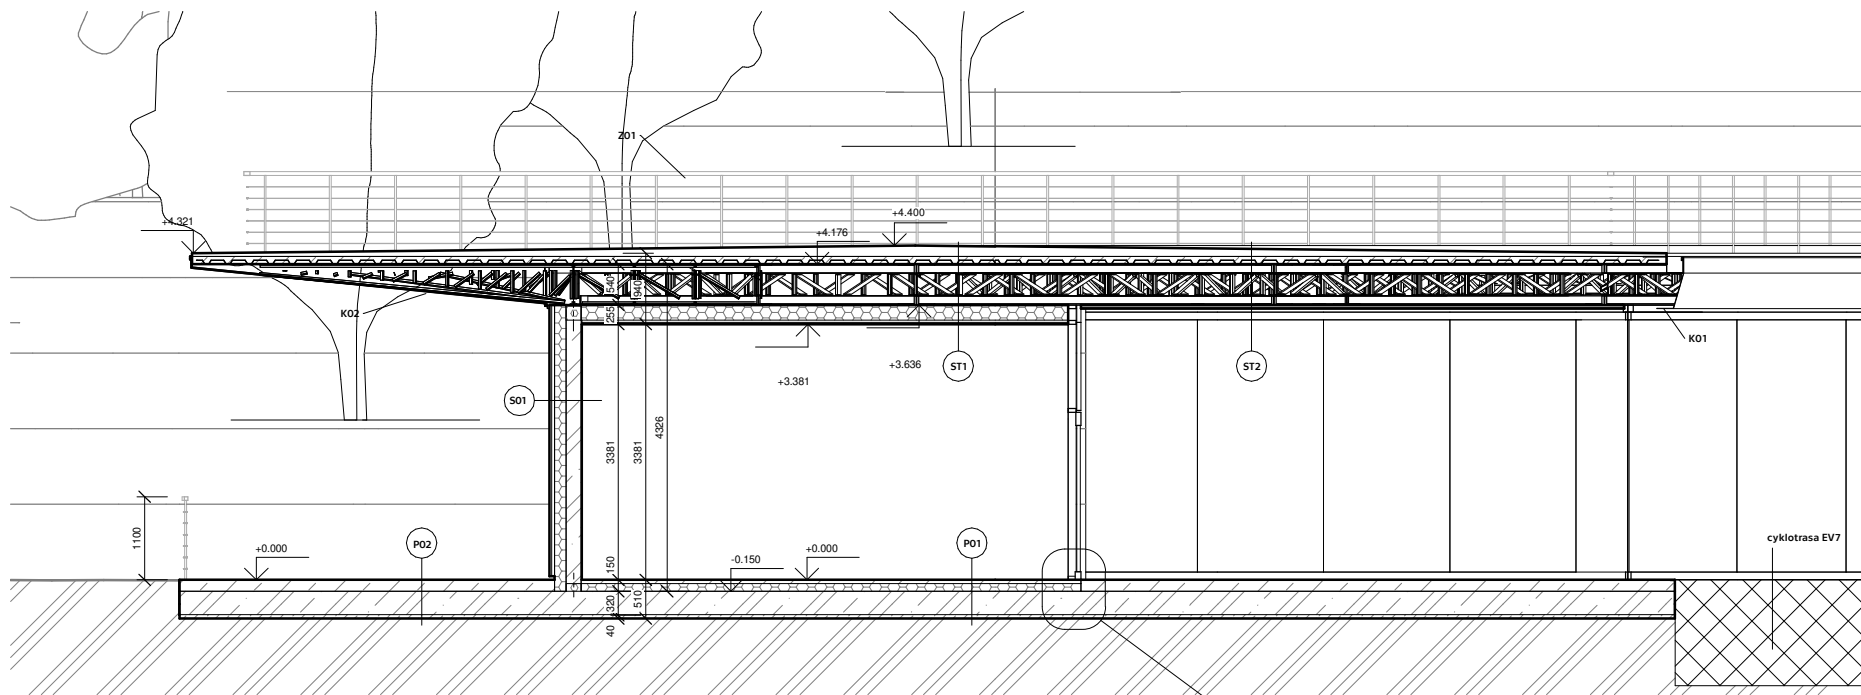 Z01
+4.321
+4.400
+4.176
K02
540
940
255
K01
ST1
ST2
+3.636
+3.381
S01
3381
3381
4326
1100
P02
P01
cyklotrasa EV7
+0.000
-0.150
+0.000
150
320
510
40